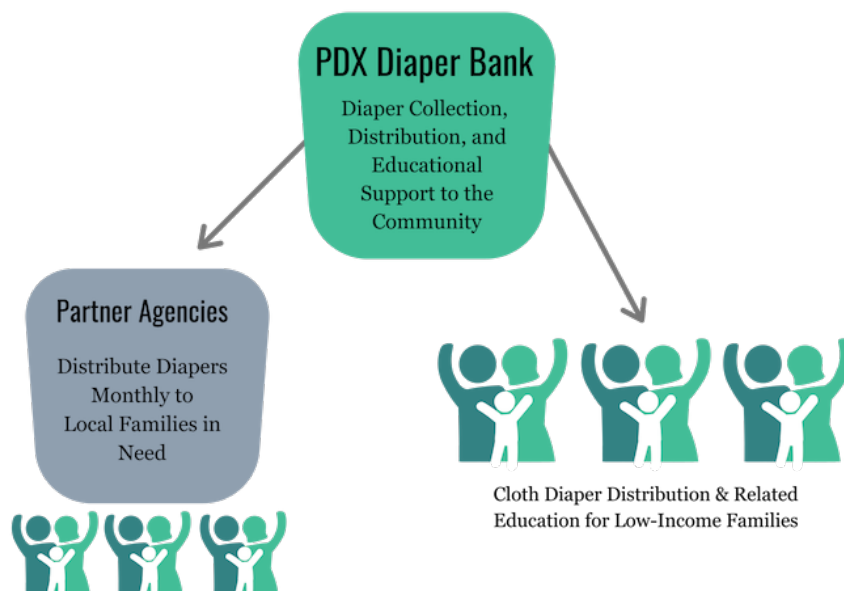 PDX Diaper Bank
Diaper Collection,
Distribution, and
Educational
Support to the
Community
Partner Agencies
Distribute Diapers
Monthly to
Local Families in
Need
Cloth Diaper Distribution & Related
Education for Low-Income Families